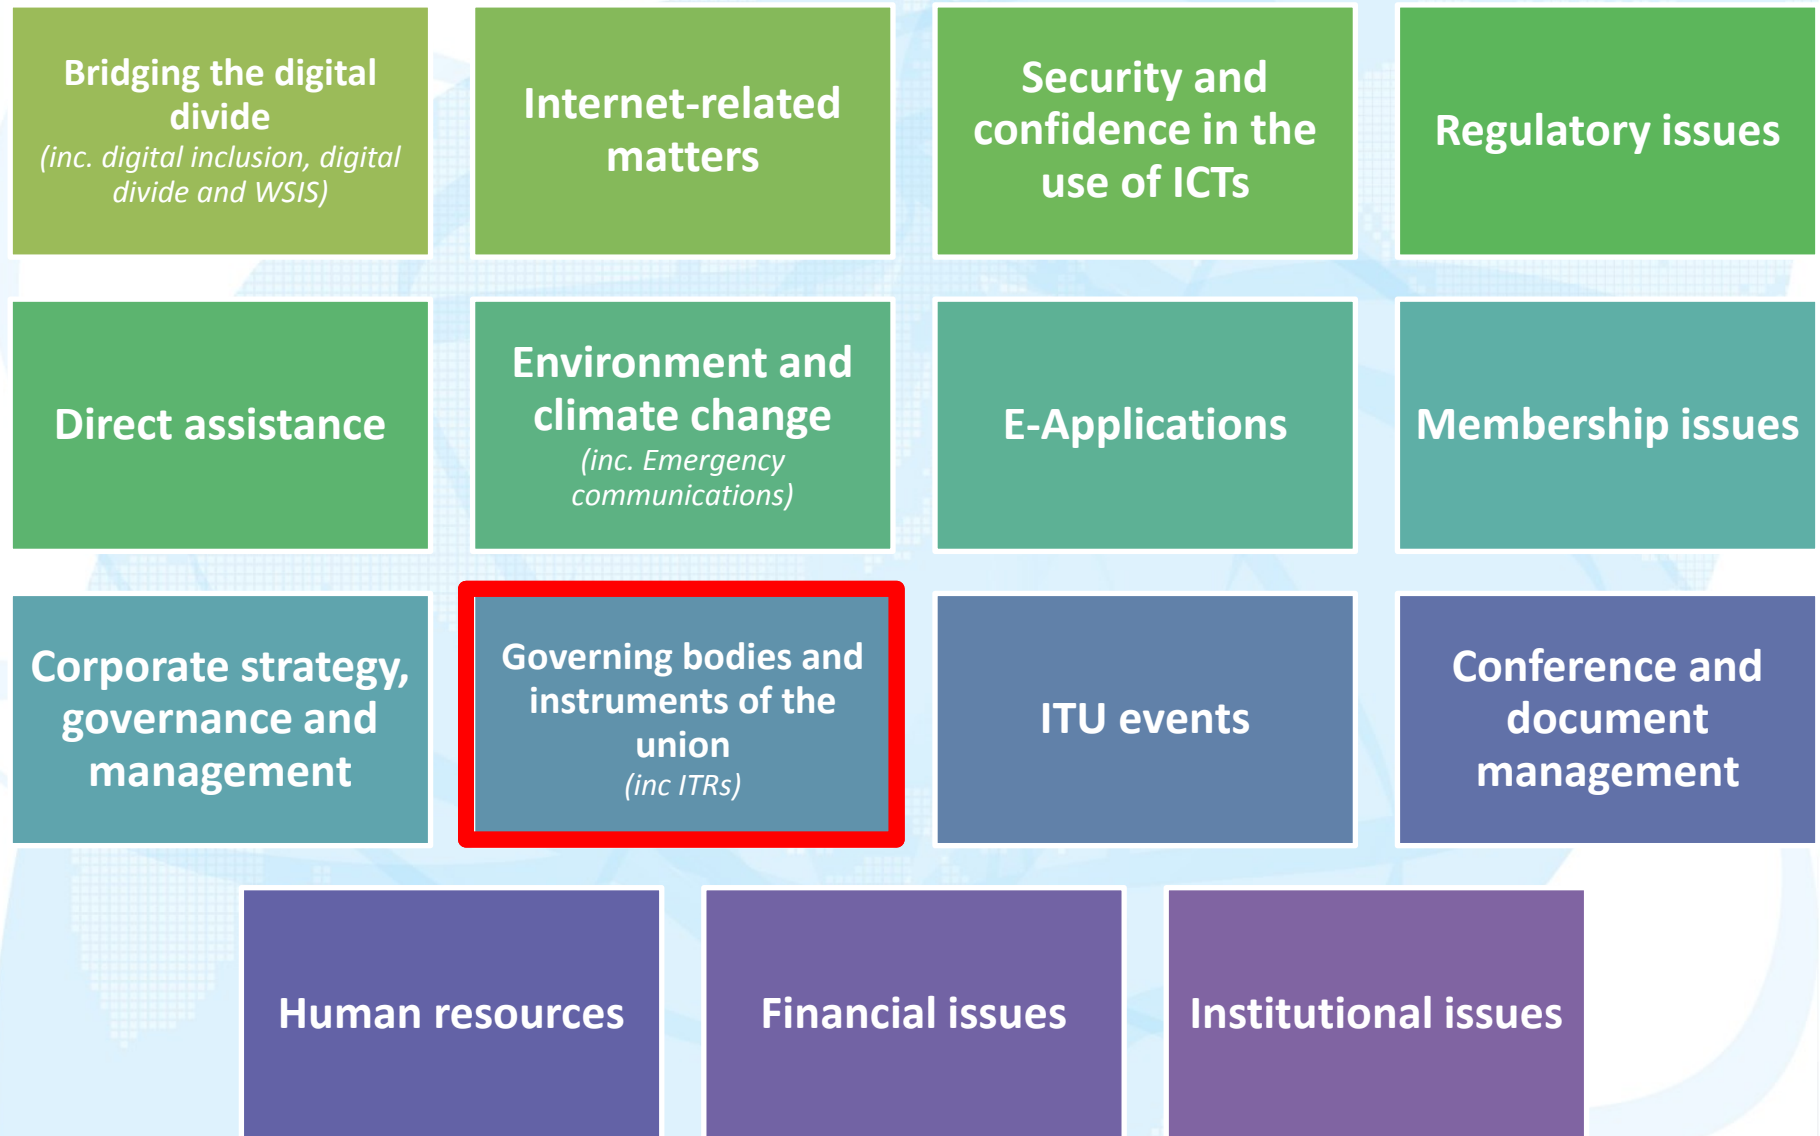 Bridging the digital
divide
(inc. digital inclusion, digital
divide and WSIS)
Internet-related
matters
Security and
confidence in the
use of ICTs
Regulatory issues
Direct assistance
Environment and
climate change
(inc. Emergency
communications)
E-Applications
Membership issues
Corporate strategy,
governance and
management
Governing bodies and
instruments of the
union
(inc ITRs)
ITU events
Conference and
document
management
Human resources
Financial issues
Institutional issues